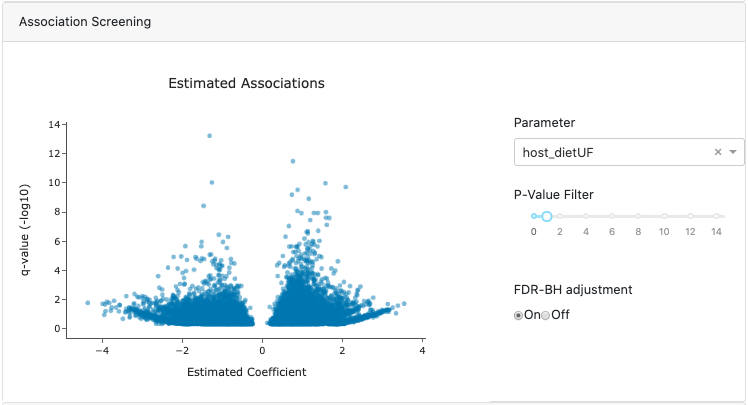 Association Screening
Estimated Associations
14
12
10
8
6
4
2
0
q-value (-log10)
−4
−2
0
2
4
Estimated Coefficient
Parameter
host_dietUF
×
P-Value Filter
0 2 4 6 8 10 12 14
FDR-BH adjustment
On Off